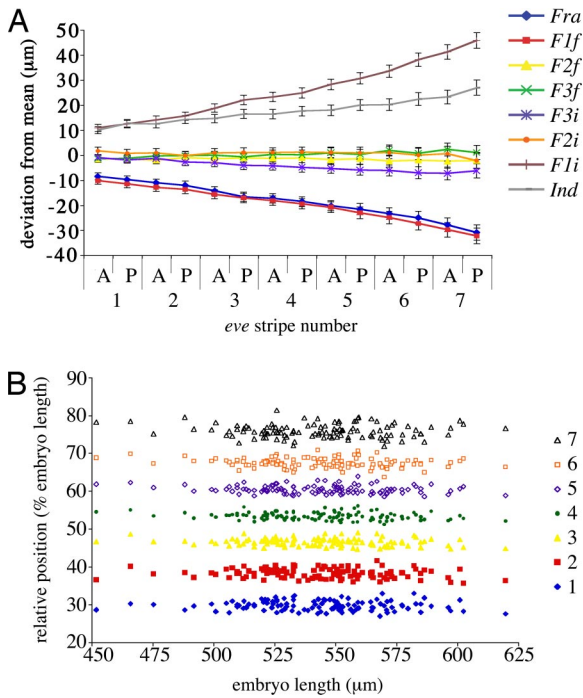 A
deviation from mean (µm)
50
40
30
20
10
0
-10
-20
-30
-40
A P A P A P A P A P A P A P
1 2 3 4 5 6 7
eve stripe number
Fra
F1f
F2f
F3f
F3i
F2i
F1i
Ind
B
relative position (% embryo length)
90
80
70
60
50
40
30
20
450 475 500 525 550 575 600 625
embryo length (µm)
7
6
5
4
3
2
1